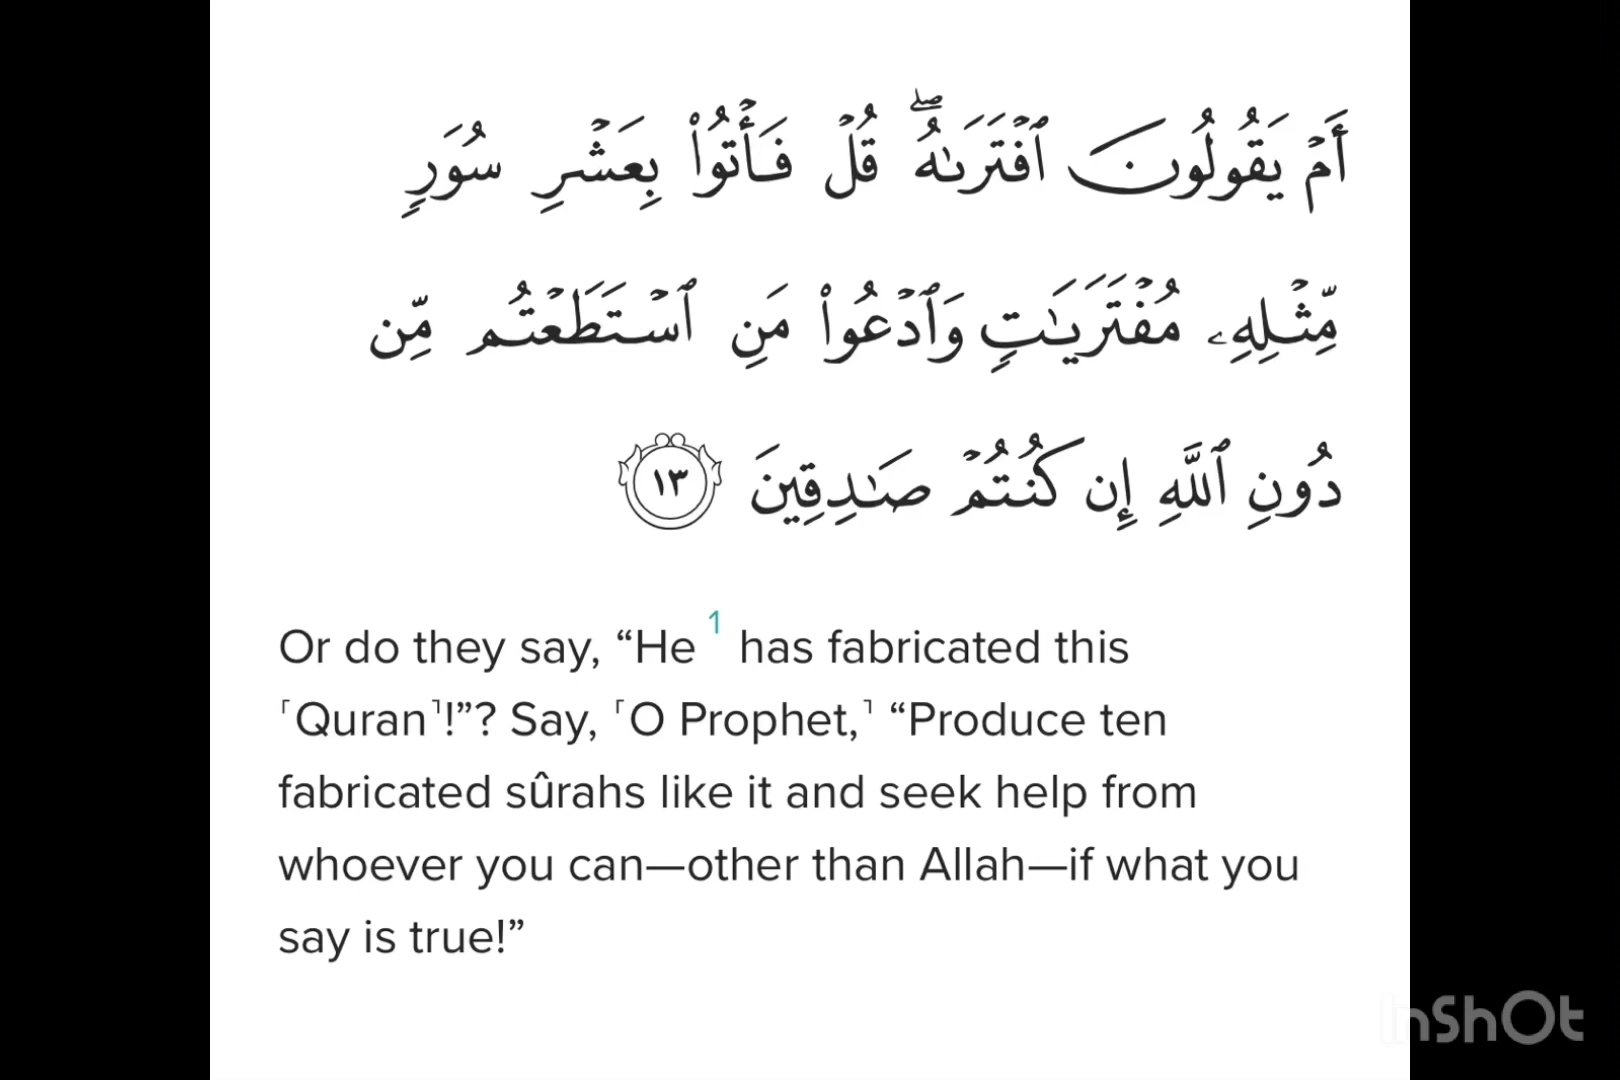 أَمۡ يَقُولُونَ ٱفۡتَرَىٰهُۖ قُلۡ فَأۡتُواْ بِعَشۡرِ سُوَرٖ
مِّثۡلِهِۦ مُفۡتَرَيَٰتٖ وَٱدۡعُواْ مَنِ ٱسۡتَطَعۡتُم مِّن
دُونِ ٱللَّهِ إِن كُنتُمۡ صَٰدِقِينَ ١٣
Or do they say, “He ¹ has fabricated this
˹Quran˺!”? Say, ˹O Prophet,˺ “Produce ten
fabricated sûrahs like it and seek help from
whoever you can—other than Allah—if what you
say is true!”
InShOt